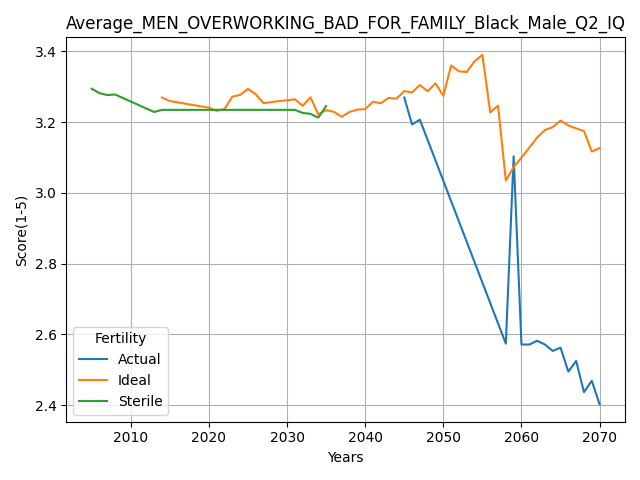 Average_MEN_OVERWORKING_BAD_FOR_FAMILY_Black_Male_Q2_IQ
3.4
3.2
3.0
2.8
2.6
2.4
Score(1-5)
Fertility
Actual
Ideal
Sterile
2010 2020 2030 2040 2050 2060 2070
Years